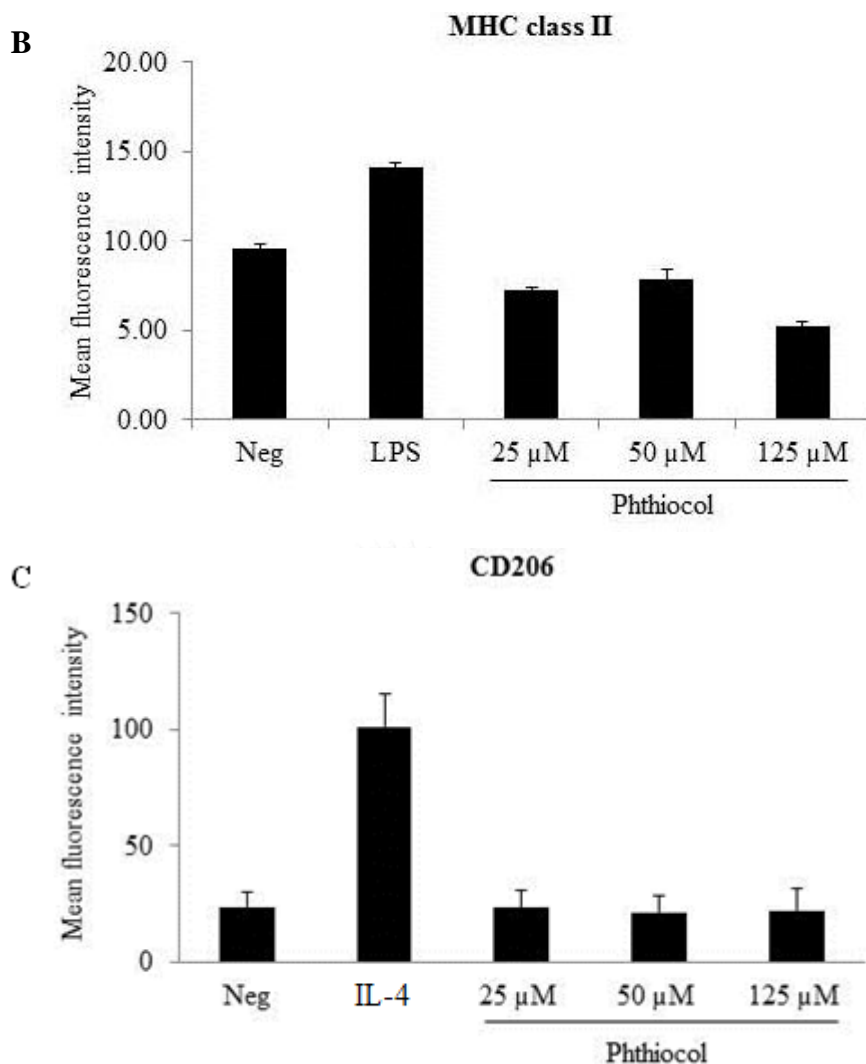 B
MHC class II
Mean fluorescence intensity
20.00
15.00
10.00
5.00
0.00
Neg LPS 25 µM 50 µM 125 µM
Phthiocol
C
CD206
Mean fluorescence intensity
150
100
50
0
Neg IL-4 25 µM 50 µM 125 µM
Phthiocol